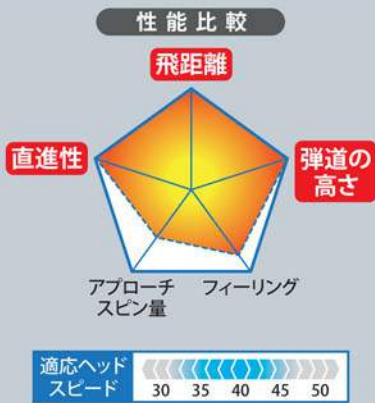 性能比較
飛距離
直進性
弾道の
高さ
アプローチ
スピン量
フィーリング
適応ヘッド
スピード
30 35 40 45 50